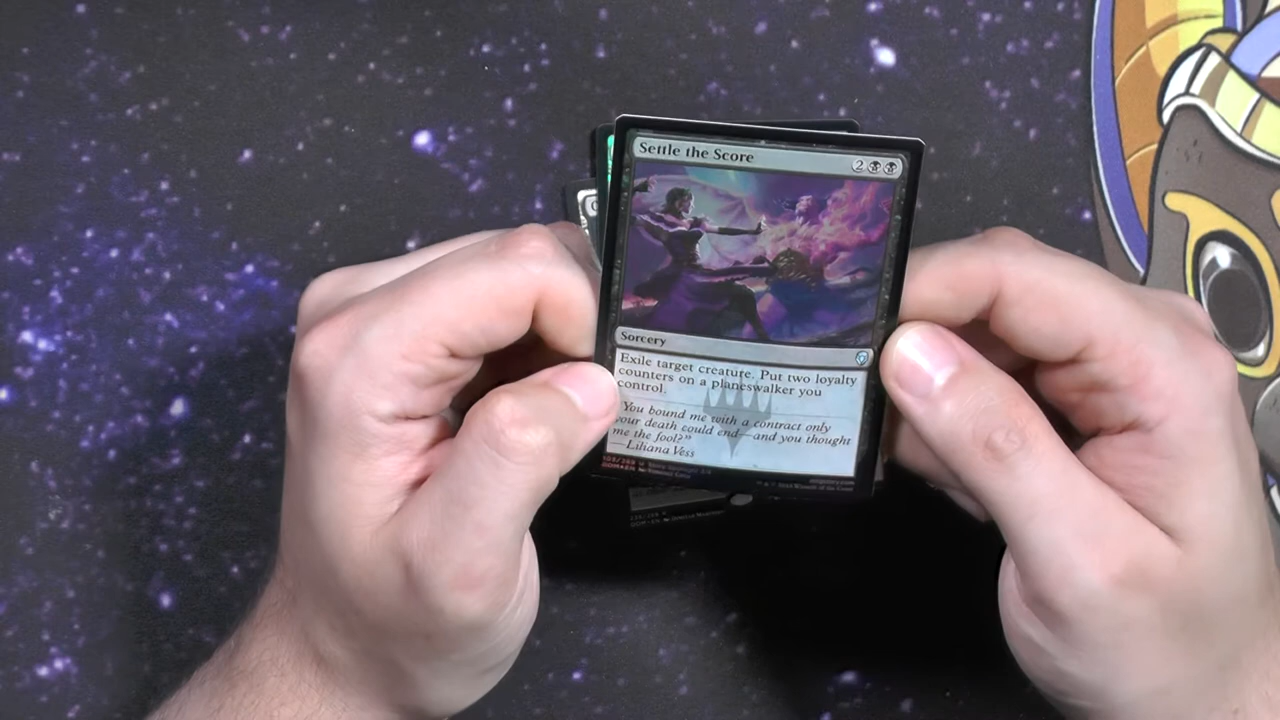 Settle the Score 2
Sorcery
Exile target creature. Put two loyalty
counters on a planeswalker you
control.
"You bound me with a contract only
your death could end—and you thought
me the fool?"
—Liliana Vess